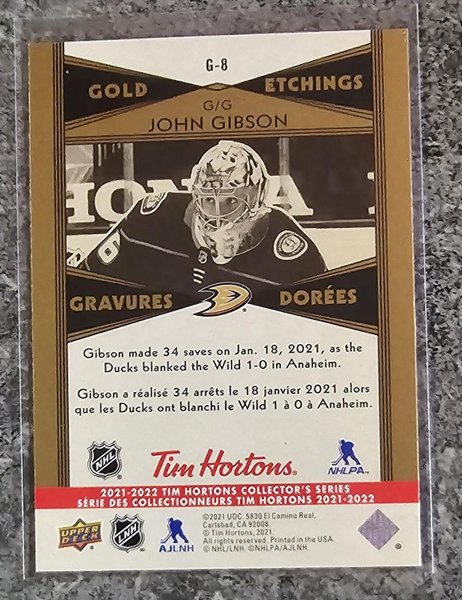 G-8
GOLD ETCHINGS
G/G
JOHN GIBSON
HONDA
6
GRAVURES DORÉES
Gibson made 34 saves on Jan. 18, 2021, as the
Ducks blanked the Wild 1-0 in Anaheim.
Gibson a réalisé 34 arrêts le 18 janvier 2021 alors
que les Ducks ont blanchi le Wild 1 à 0 à Anaheim.
NHL
Tim Hortons®
NHLPA™
2021-2022 TIM HORTONS COLLECTOR'S SERIES
SÉRIE DES COLLECTIONNEURS TIM HORTONS 2021-2022
UPPER DECK
LNH
AJLNH
©2021 UDC. 5830 El Camino Real,
Carlsbad, CA 92008.
© Tim Hortons, 2021.
All rights reserved. Printed in the USA.
© NHL/LNH. ©NHLPA/AJLNH.